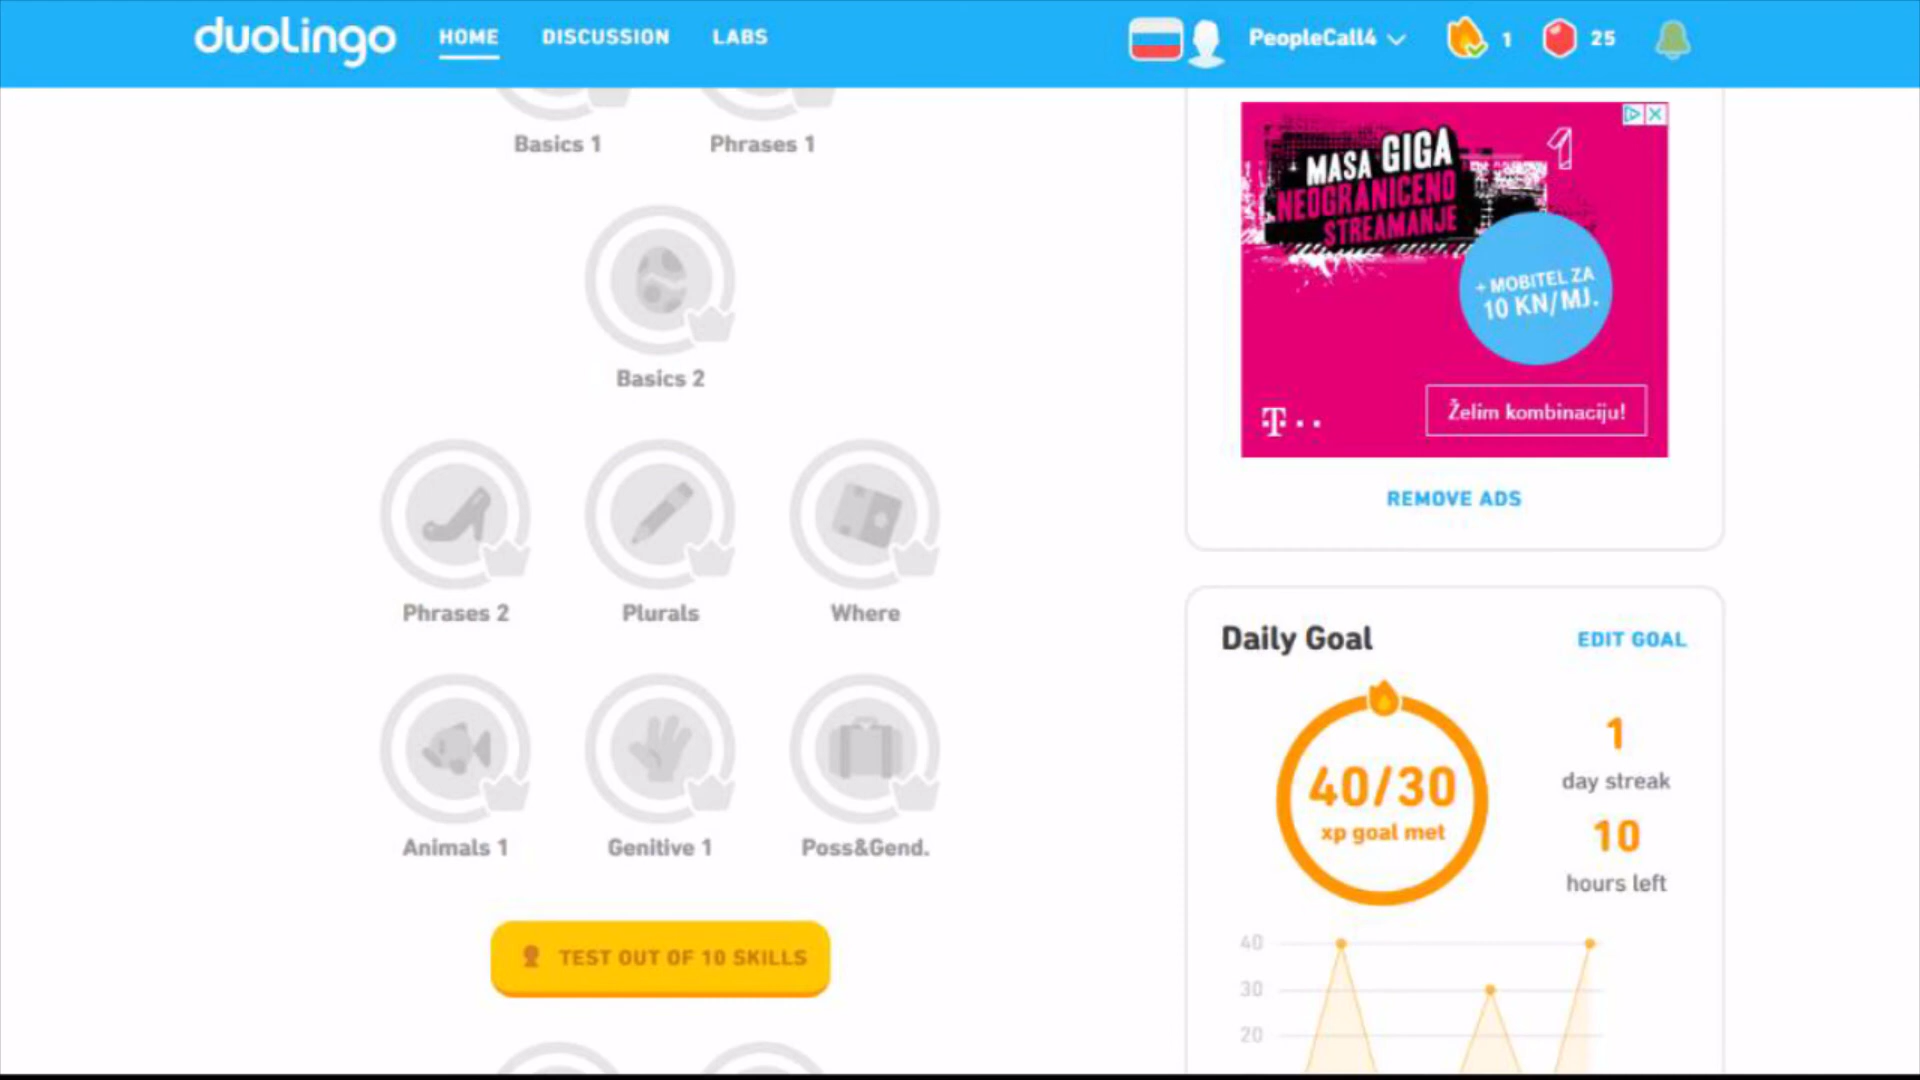 duolingo HOME DISCUSSION LABS PeopleCall4 1 25
Basics 1 Phrases 1
Basics 2
Phrases 2 Plurals Where
Animals 1 Genitive 1 Poss&Gend.
TEST OUT OF 10 SKILLS
1
MASA GIGA
NEOGRANICENO
STREAMANJE
+ MOBITEL ZA
10 KN/MJ.
T
Želim kombinaciju!
REMOVE ADS
Daily Goal EDIT GOAL
40/30
xp goal met
1
day streak
10
hours left
40
30
20